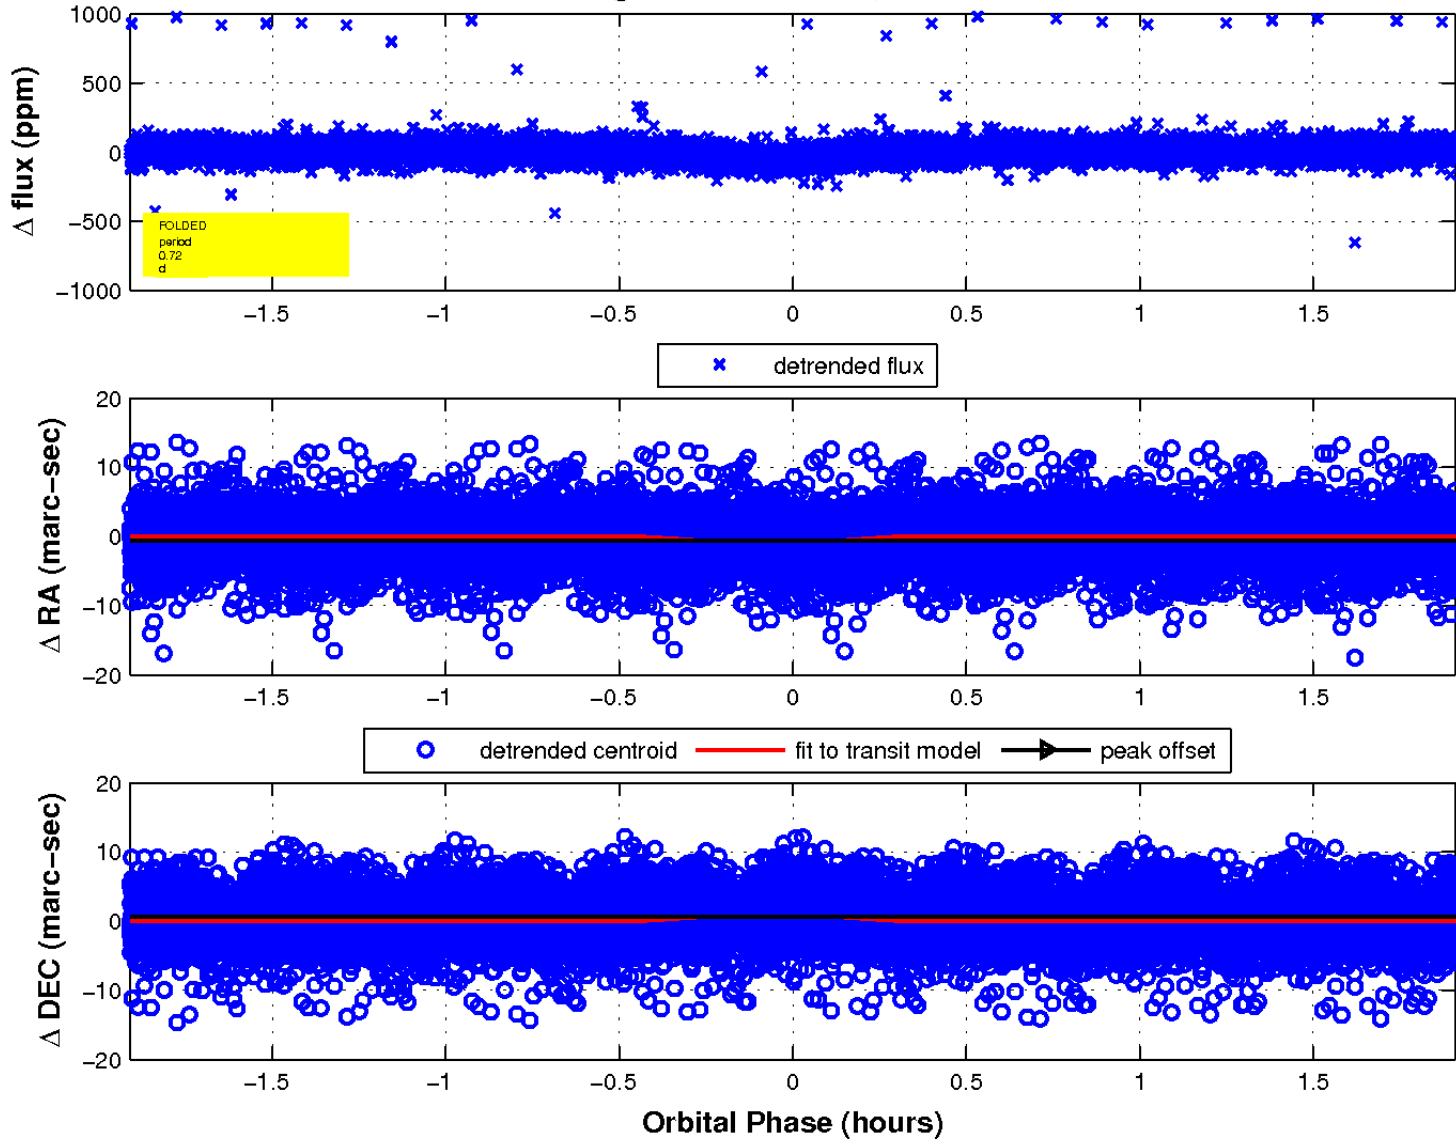 1000
500
0
−500
−1000
Δ flux (ppm)
FOLDED
period
0.72
d
−1.5 −1 −0.5 0 0.5 1 1.5
detrended flux
20
10
0
−10
−20
Δ RA (marc−sec)
−1.5 −1 −0.5 0 0.5 1 1.5
detrended centroid fit to transit model peak offset
20
10
0
−10
−20
Δ DEC (marc−sec)
−1.5 −1 −0.5 0 0.5 1 1.5
Orbital Phase (hours)